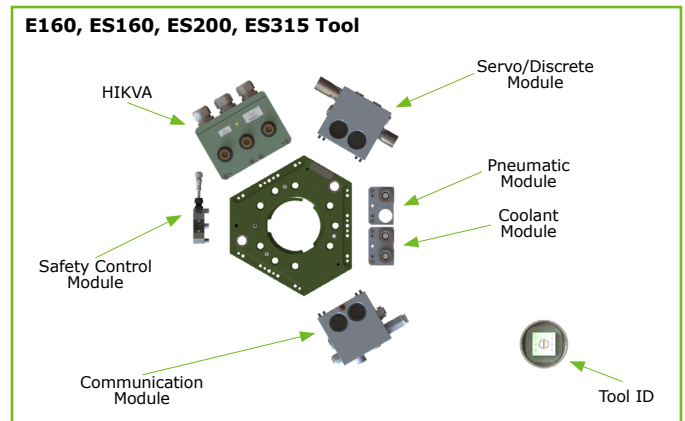 E160, ES160, ES200, ES315 Tool
Servo/Discrete
Module
HIKVA
Pneumatic
Module
Coolant
Module
Safety Control
Module
Communication
Module
Tool ID